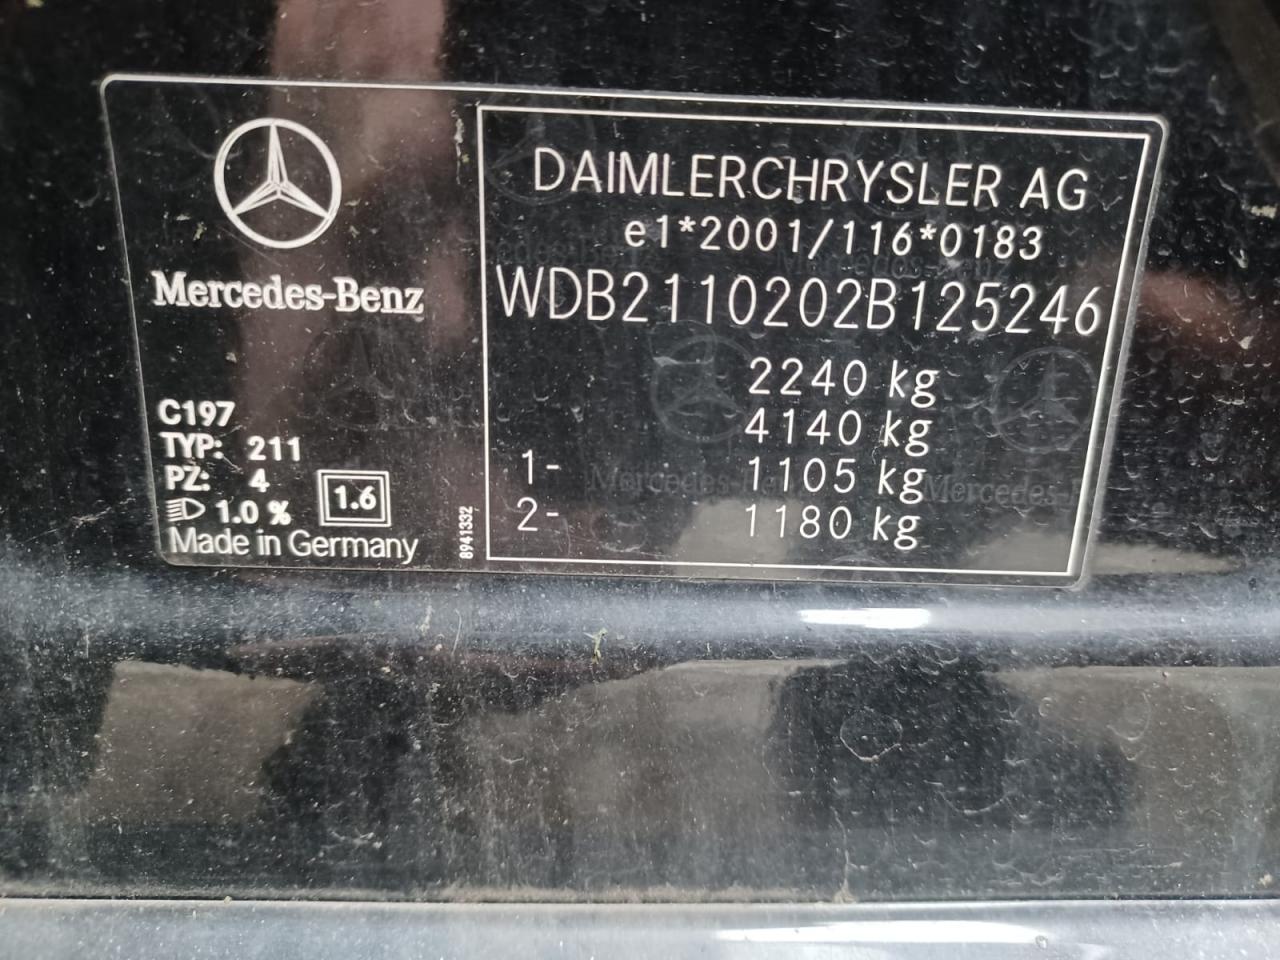 Mercedes-Benz
C197
TYP: 211
PZ: 4
1.0 %
1.6
Made in Germany
8941332
DAIMLERCHRYSLER AG
e1*2001/116*0183
WDB2110202B125246
2240 kg
4140 kg
1- 1105 kg
2- 1180 kg